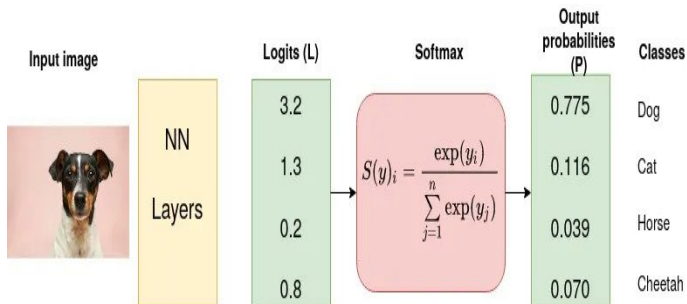 Input image
NN
Layers
Logits (L)
3.2
1.3
0.2
0.8
Softmax
S(y)_i = exp(y_i) / \sum_{j=1}^{n} exp(y_j)
Output
probabilities
(P)
0.775
0.116
0.039
0.070
Classes
Dog
Cat
Horse
Cheetah